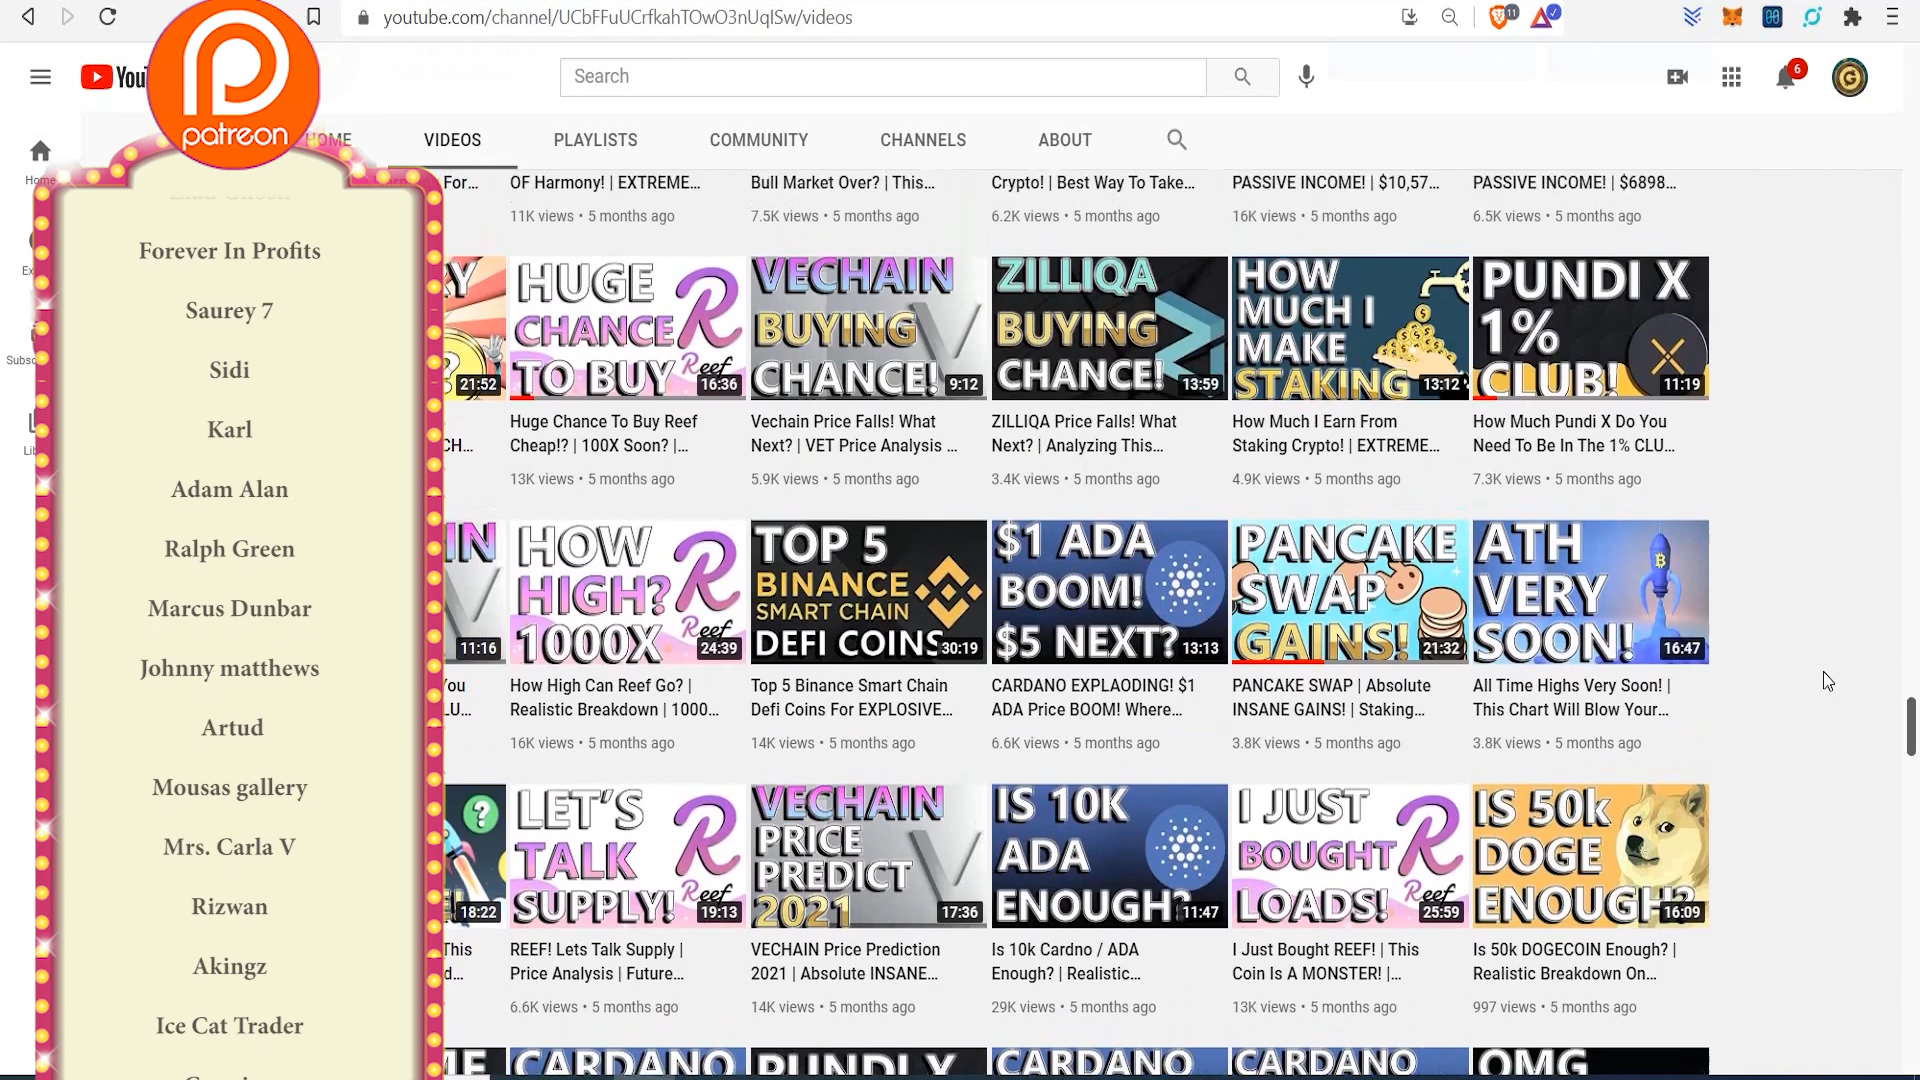 youtube.com/channel/UCbFFuUCrfkahTOwO3nUqISw/videos
11
patreon
Search
6
HOME
VIDEOS
PLAYLISTS
COMMUNITY
CHANNELS
ABOUT
Home
For...
OF Harmony! | EXTREME...
11K views • 5 months ago
Bull Market Over? | This...
7.5K views • 5 months ago
Crypto! | Best Way To Take...
6.2K views • 5 months ago
PASSIVE INCOME! | $10,57...
16K views • 5 months ago
PASSIVE INCOME! | $6898...
6.5K views • 5 months ago
Forever In Profits
Saurey 7
Sidi
Karl
Adam Alan
Ralph Green
Marcus Dunbar
Johnny matthews
Artud
Mousas gallery
Mrs. Carla V
Rizwan
Akingz
Ice Cat Trader
21:52
CH...
HUGE
CHANCE
TO BUY
Reef
16:36
Huge Chance To Buy Reef
Cheap!? | 100X Soon? |...
13K views • 5 months ago
VECHAIN
BUYING
CHANCE!
9:12
Vechain Price Falls! What
Next? | VET Price Analysis ...
5.9K views • 5 months ago
ZILLIQA
BUYING
CHANCE!
13:59
ZILLIQA Price Falls! What
Next? | Analyzing This...
3.4K views • 5 months ago
HOW
MUCH I
MAKE
STAKING
13:12
How Much I Earn From
Staking Crypto! | EXTREME...
4.9K views • 5 months ago
PUNDI X
1%
CLUB!
11:19
How Much Pundi X Do You
Need To Be In The 1% CLU...
7.3K views • 5 months ago
IN
11:16
You
LU...
HOW
HIGH?
1000X
Reef
24:39
How High Can Reef Go? |
Realistic Breakdown | 1000...
16K views • 5 months ago
TOP 5
BINANCE
SMART CHAIN
DEFI COINS
30:19
Top 5 Binance Smart Chain
Defi Coins For EXPLOSIVE...
14K views • 5 months ago
$1 ADA
BOOM!
$5 NEXT?
13:13
CARDANO EXPLAODING! $1
ADA Price BOOM! Where...
6.6K views • 5 months ago
PANCAKE
SWAP
GAINS!
21:32
PANCAKE SWAP | Absolute
INSANE GAINS! | Staking...
3.8K views • 5 months ago
ATH
VERY
SOON!
16:47
All Time Highs Very Soon! |
This Chart Will Blow Your...
3.8K views • 5 months ago
18:22
This
d...
LET'S
TALK
SUPPLY!
Reef
19:13
REEF! Lets Talk Supply |
Price Analysis | Future...
6.6K views • 5 months ago
VECHAIN
PRICE
PREDICT
2021
17:36
VECHAIN Price Prediction
2021 | Absolute INSANE...
14K views • 5 months ago
IS 10K
ADA
ENOUGH?
11:47
Is 10k Cardno / ADA
Enough? | Realistic...
29K views • 5 months ago
I JUST
BOUGHT
LOADS!
Reef
25:59
I Just Bought REEF! | This
Coin Is A MONSTER! |...
13K views • 5 months ago
IS 50k
DOGE
ENOUGH?
16:09
Is 50k DOGECOIN Enough? |
Realistic Breakdown On...
997 views • 5 months ago
CARDANO
PUNDI X
CARDANO
CARDANO
OMG